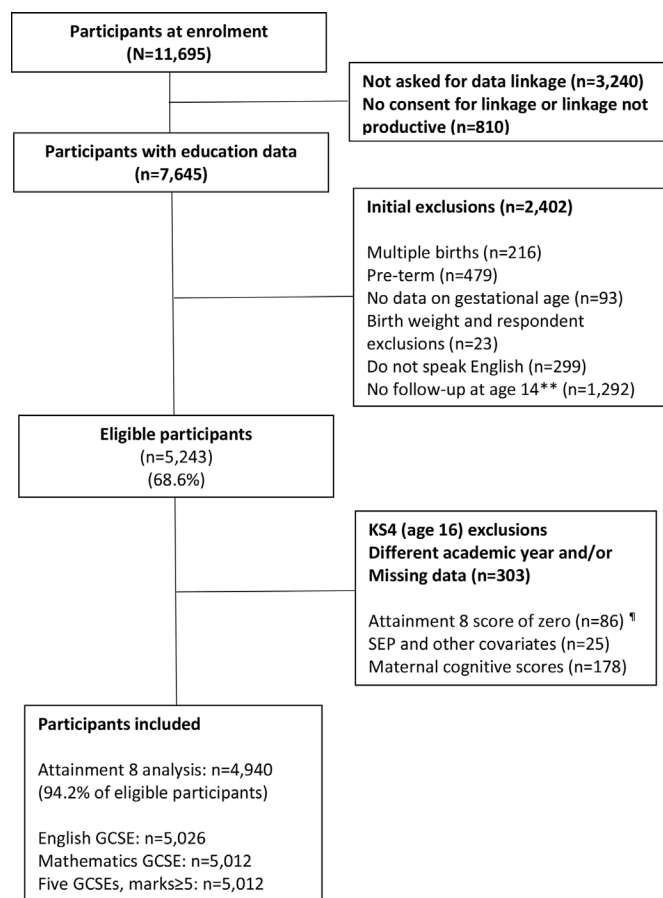 Participants at enrolment
(N=11,695)
Not asked for data linkage (n=3,240)
No consent for linkage or linkage not
productive (n=810)
Participants with education data
(n=7,645)
Initial exclusions (n=2,402)
Multiple births (n=216)
Pre-term (n=479)
No data on gestational age (n=93)
Birth weight and respondent
exclusions (n=23)
Do not speak English (n=299)
No follow-up at age 14** (n=1,292)
Eligible participants
(n=5,243)
(68.6%)
KS4 (age 16) exclusions
Different academic year and/or
Missing data (n=303)
Attainment 8 score of zero (n=86) ¶
SEP and other covariates (n=25)
Maternal cognitive scores (n=178)
Participants included
Attainment 8 analysis: n=4,940
(94.2% of eligible participants)
English GCSE: n=5,026
Mathematics GCSE: n=5,012
Five GCSEs, marks≥5: n=5,012